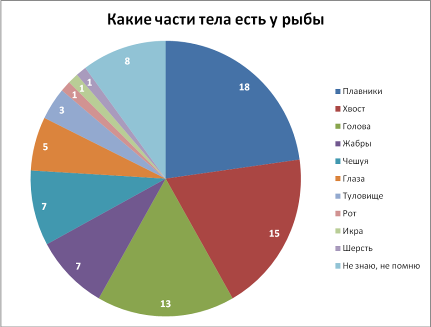 Какие части тела есть у рыбы
18
15
13
7
7
5
3
1
1
1
8
Плавники
Хвост
Голова
Жабры
Чешуя
Глаза
Туловище
Рот
Икра
Шерсть
Не знаю, не помню